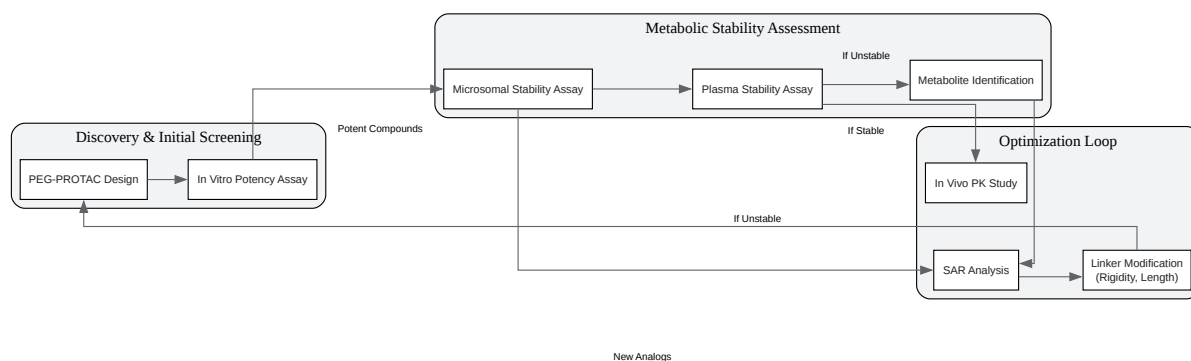 Metabolic Stability Assessment
If Unstable
Microsomal Stability Assay
Plasma Stability Assay
Metabolite Identification
Potent Compounds
If Stable
Discovery & Initial Screening
PEG-PROTAC Design
In Vitro Potency Assay
Optimization Loop
In Vivo PK Study
If Unstable
SAR Analysis
Linker Modification
(Rigidity, Length)
New Analogs